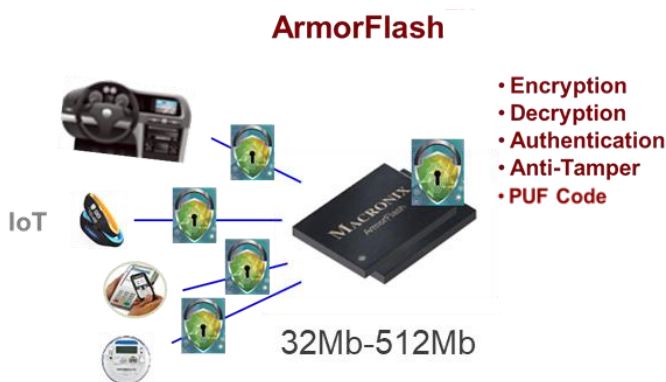 ArmorFlash
• Encryption
• Decryption
• Authentication
• Anti-Tamper
• PUF Code
IoT
MACRONIX
ArmorFlash
32Mb-512Mb